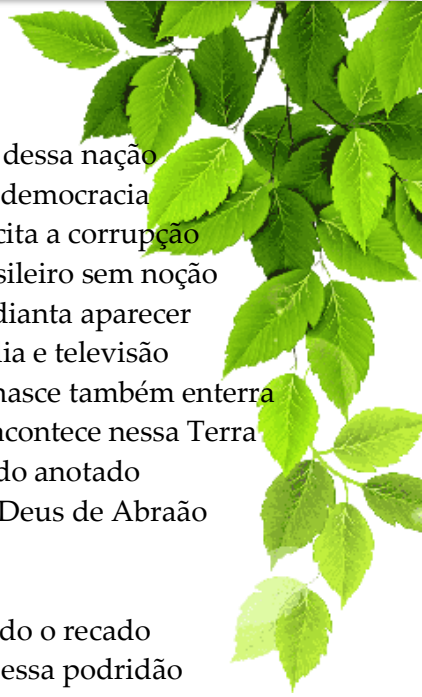 dessa nação
democracia
cita a corrupção
sileiro sem noção
dianta aparecer
ia e televisão
nasce também enterra
acontece nessa Terra
do anotado
Deus de Abraão
do o recado
essa podridão